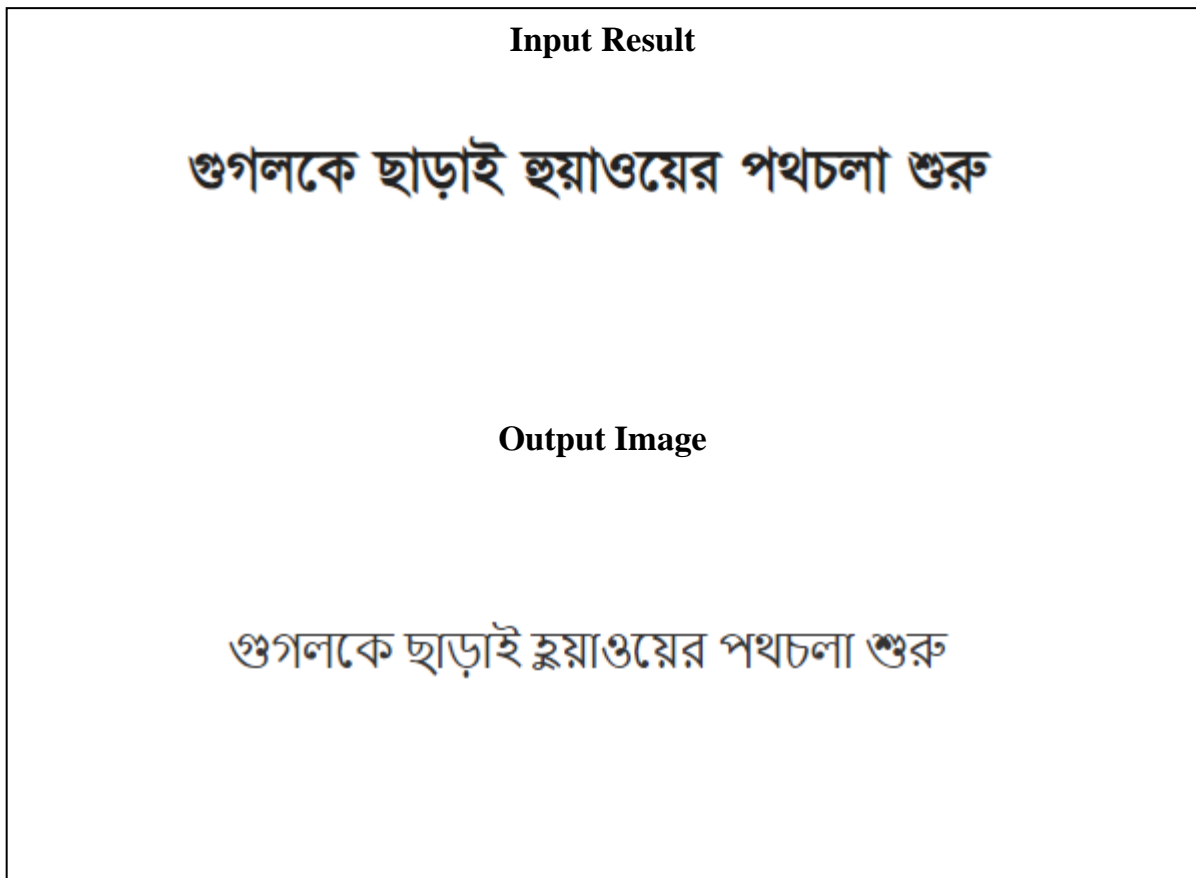 Input Result
গুগলকে ছাড়াই হুয়াওয়ের পথচলা শুরু
Output Image
গুগলকে ছাড়াই হূয়াওয়ের পথচলা শুরু